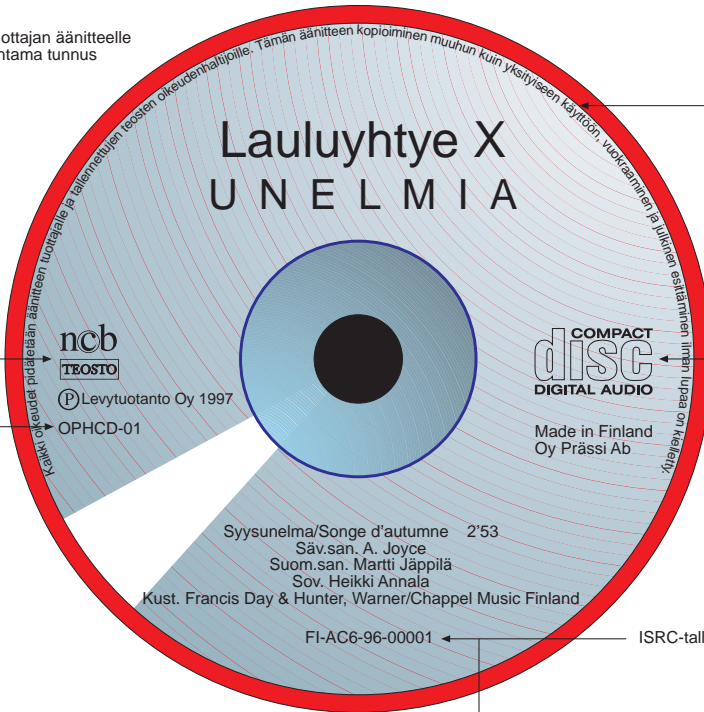 ottajan äänitteelle
ntama tunnus
Kaikki oikeudet pidätetään äänitteen tuottajalle ja tallennettujen teosten oikeudenhaltijoille. Tämän äänitteen kopioiminen muuhun kuin yksityiseen käyttöön, vuokraaminen ja julkinen esittäminen ilman lupaa on kielletty.
Lauluyhtye X
UNELMIA
ncb
TEOSTO
Ⓟ Levytuotanto Oy 1997
OPHCD-01
COMPACT
disc
DIGITAL AUDIO
Made in Finland
Oy Prässi Ab
Syysunelma/Songe d'autumne 2'53
Säv.san. A. Joyce
Suom.san. Martti Jäppilä
Sov. Heikki Annala
Kust. Francis Day & Hunter, Warner/Chappel Music Finland
FI-AC6-96-00001
ISRC-tall